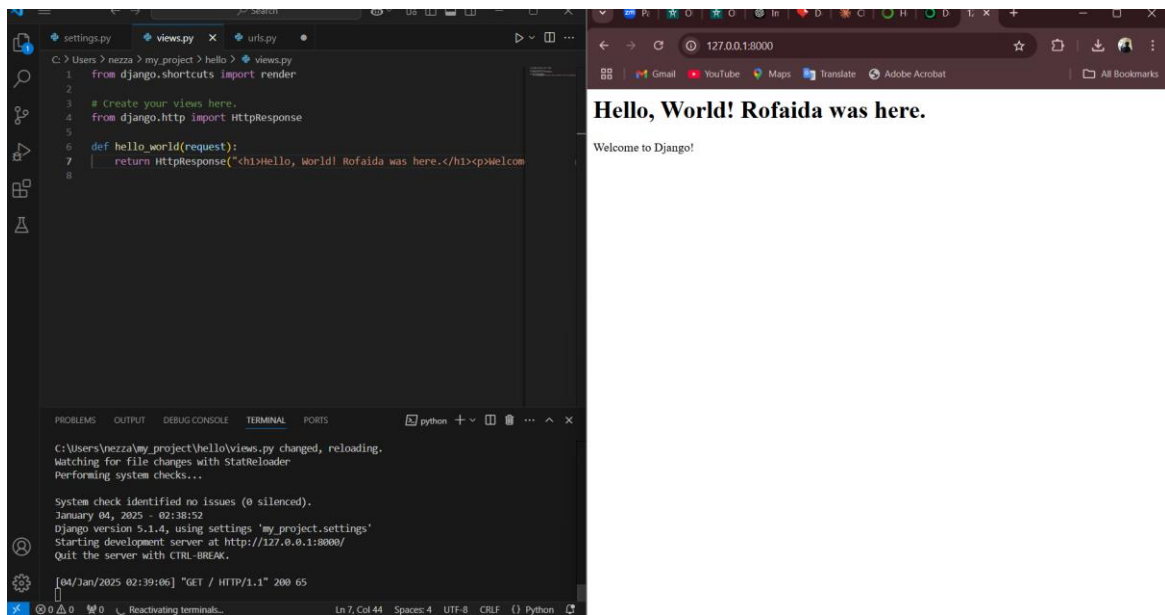 Search
settings.py views.py urls.py
C: > Users > nezza > my_project > hello > views.py
1 from django.shortcuts import render
2
3 # Create your views here.
4 from django.http import HttpResponse
5
6 def hello_world(request):
7 return HttpResponse("<h1>Hello, World! Rofaida was here.</h1><p>Welcom
8
PROBLEMS OUTPUT DEBUG CONSOLE TERMINAL PORTS python
C:\Users\nezza\my_project\hello\views.py changed, reloading.
Watching for file changes with StatReloader
Performing system checks...
System check identified no issues (0 silenced).
January 04, 2025 - 02:38:52
Django version 5.1.4, using settings 'my_project.settings'
Starting development server at http://127.0.0.1:8000/
Quit the server with CTRL-BREAK.
[04/Jan/2025 02:39:06] "GET / HTTP/1.1" 200 65
0 0 0 Reactivating terminals... Ln 7, Col 44 Spaces: 4 UTF-8 CRLF {} Python
127.0.0.1:8000
Gmail YouTube Maps Translate Adobe Acrobat All Bookmarks
Hello, World! Rofaida was here.
Welcome to Django!